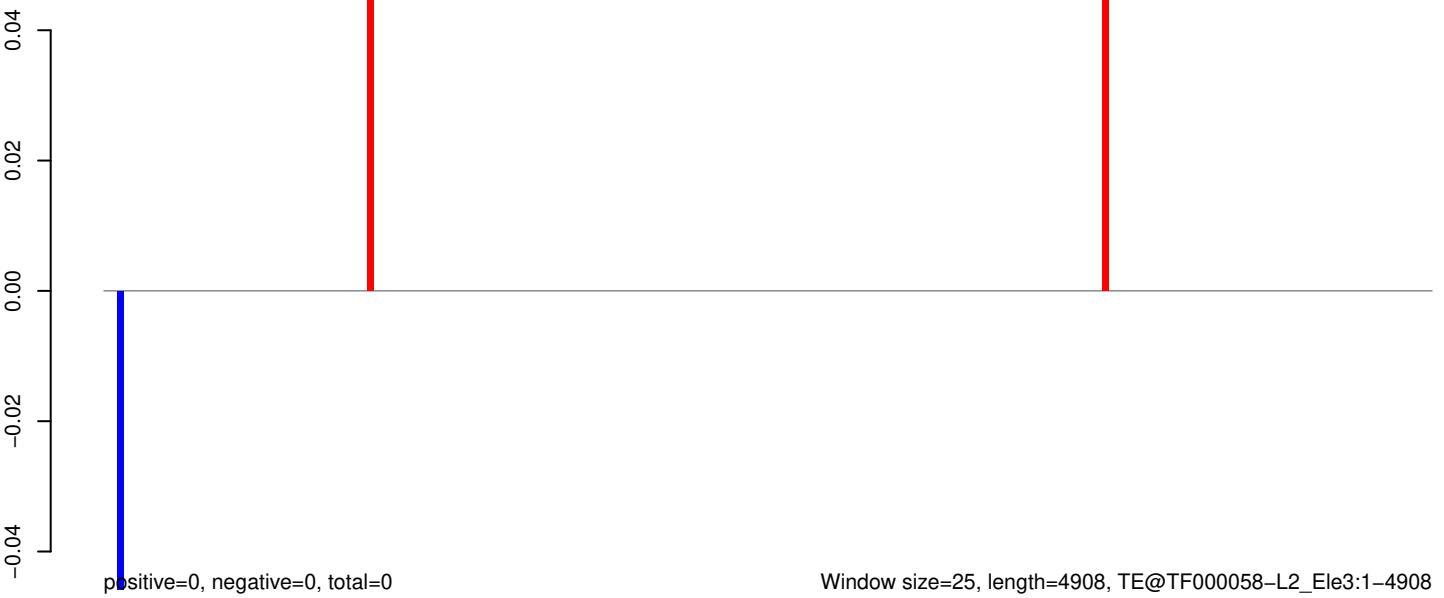 0.04
0.02
0.00
−0.02
−0.04
positive=0, negative=0, total=0
Window size=25, length=4908, TE@TF000058−L2_Ele3:1−4908